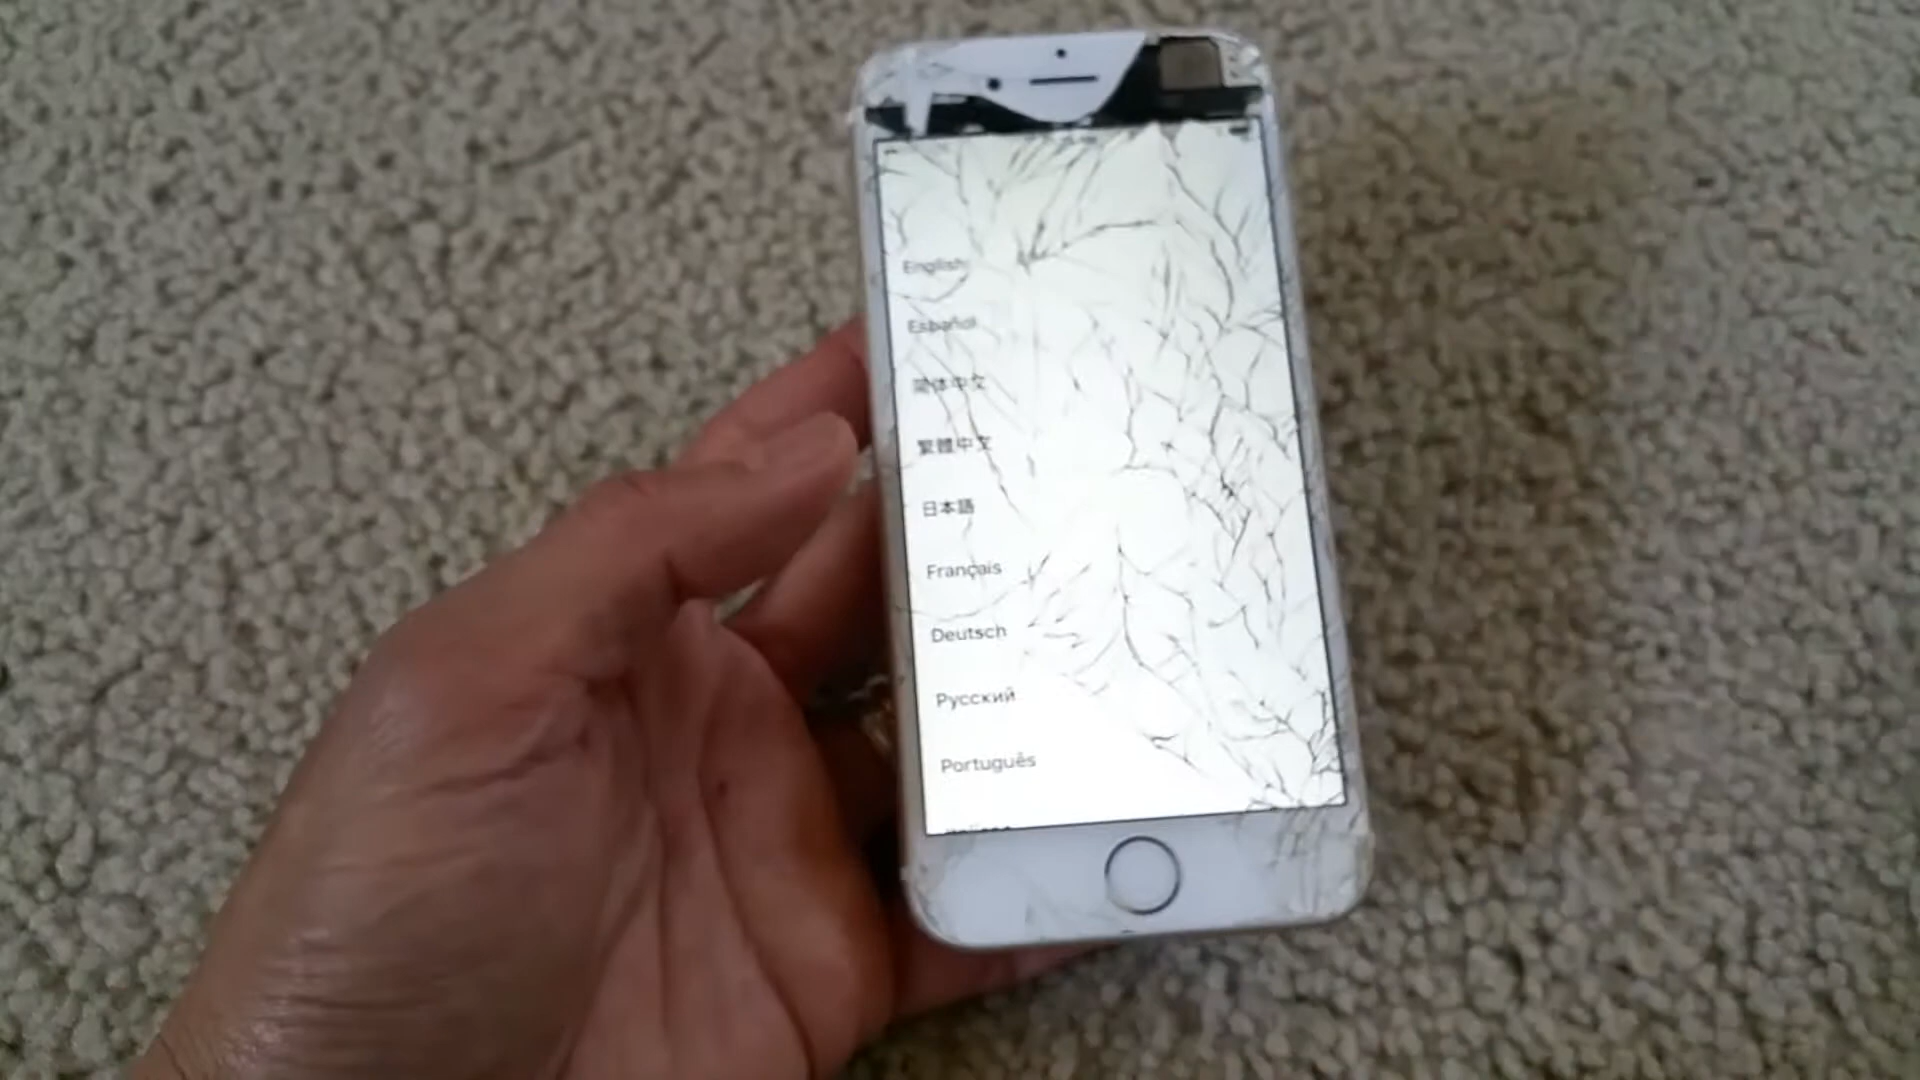 English
Español
简体中文
繁體中文
日本語
Français
Deutsch
Русский
Português